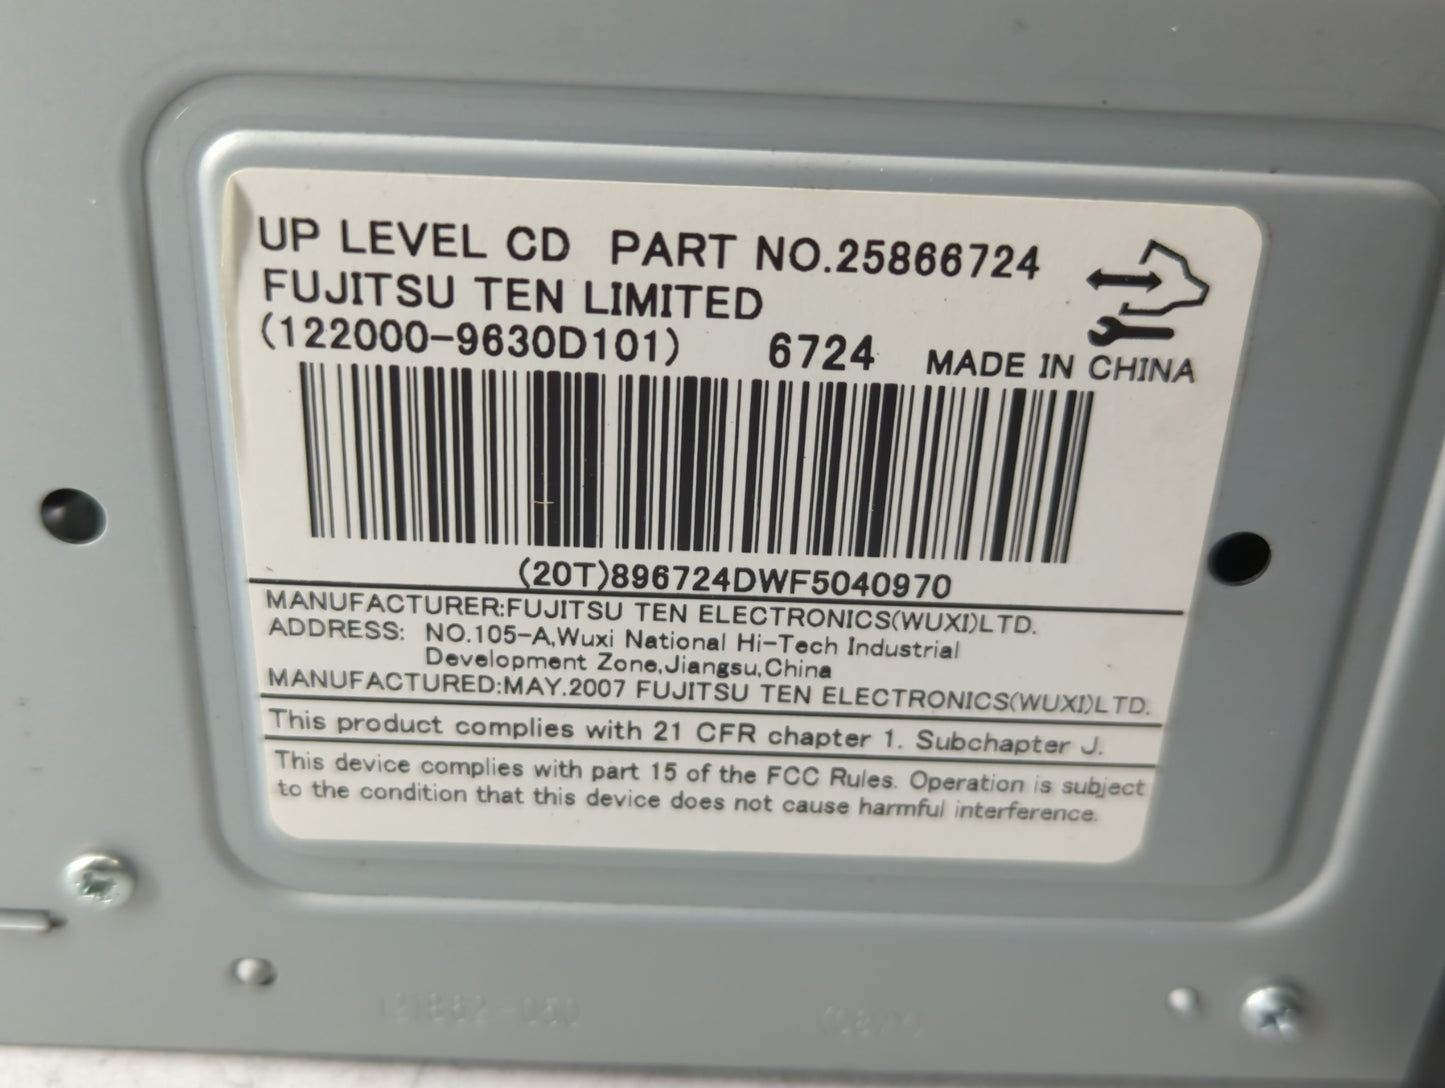 UP LEVEL CD PART NO.25866724
FUJITSU TEN LIMITED
(122000-9630D101) 6724 MADE IN CHINA
(20T)896724DWF5040970
MANUFACTURER:FUJITSU TEN ELECTRONICS(WUXI)LTD.
ADDRESS: NO.105-A,Wuxi National Hi-Tech Industrial
Development Zone,Jiangsu,China
MANUFACTURED:MAY.2007 FUJITSU TEN ELECTRONICS(WUXI)LTD.
This product complies with 21 CFR chapter 1. Subchapter J.
This device complies with part 15 of the FCC Rules. Operation is subject
to the condition that this device does not cause harmful interference.